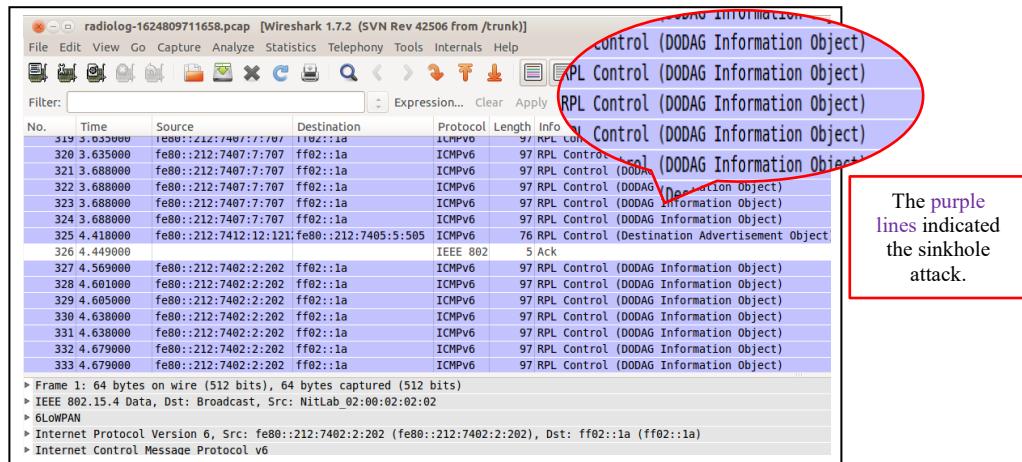 radiolog-1624809711658.pcap [Wireshark 1.7.2 (SVN Rev 42506 from /trunk)]
File Edit View Go Capture Analyze Statistics Telephony Tools Internals Help
Filter: Expression... Clear Apply
No. Time Source Destination Protocol Length Info
319 3.635000 fe80::212:7407:7:707 ff02::1a ICMPv6 97 RPL
320 3.635000 fe80::212:7407:7:707 ff02::1a ICMPv6 97 RPL Control
321 3.688000 fe80::212:7407:7:707 ff02::1a ICMPv6 97 RPL Control (DODAG
322 3.688000 fe80::212:7407:7:707 ff02::1a ICMPv6 97 RPL Control (DODAG Object)
323 3.688000 fe80::212:7407:7:707 ff02::1a ICMPv6 97 RPL Control (DODAG Information Object)
324 3.688000 fe80::212:7407:7:707 ff02::1a ICMPv6 97 RPL Control (DODAG Information Object)
325 4.418000 fe80::212:7412:12:1212 fe80::212:7405:5:505 ICMPv6 76 RPL Control (Destination Advertisement Object)
326 4.449000 IEEE 802 5 Ack
327 4.569000 fe80::212:7402:2:202 ff02::1a ICMPv6 97 RPL Control (DODAG Information Object)
328 4.601000 fe80::212:7402:2:202 ff02::1a ICMPv6 97 RPL Control (DODAG Information Object)
329 4.605000 fe80::212:7402:2:202 ff02::1a ICMPv6 97 RPL Control (DODAG Information Object)
330 4.638000 fe80::212:7402:2:202 ff02::1a ICMPv6 97 RPL Control (DODAG Information Object)
331 4.638000 fe80::212:7402:2:202 ff02::1a ICMPv6 97 RPL Control (DODAG Information Object)
332 4.679000 fe80::212:7402:2:202 ff02::1a ICMPv6 97 RPL Control (DODAG Information Object)
333 4.679000 fe80::212:7402:2:202 ff02::1a ICMPv6 97 RPL Control (DODAG Information Object)
Frame 1: 64 bytes on wire (512 bits), 64 bytes captured (512 bits)
IEEE 802.15.4 Data, Dst: Broadcast, Src: NitLab_02:00:02:02:02
6LoWPAN
Internet Protocol Version 6, Src: fe80::212:7402:2:202 (fe80::212:7402:2:202), Dst: ff02::1a (ff02::1a)
Internet Control Message Protocol v6
(DODAG Information
Control (DODAG Information Object)
RPL Control (DODAG Information Object)
RPL Control (DODAG Information Object)
Control (DODAG Information Object)
(DODAG Information Object)
The purple
lines indicated
the sinkhole
attack.